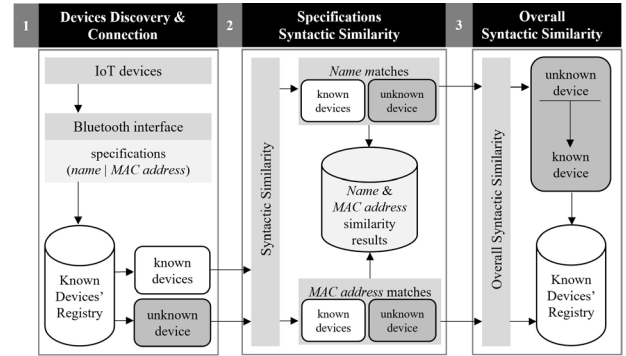 1
Devices Discovery &
Connection
2
Specifications
Syntactic Similarity
3
Overall
Syntactic Similarity
IoT devices
Bluetooth interface
specifications
(name | MAC address)
Known
Devices'
Registry
known
devices
unknown
device
Syntactic Similarity
Name matches
known
devices
unknown
device
Name &
MAC address
similarity
results
MAC address matches
known
devices
unknown
device
Overall Syntactic Similarity
unknown
device
known
device
Known
Devices'
Registry